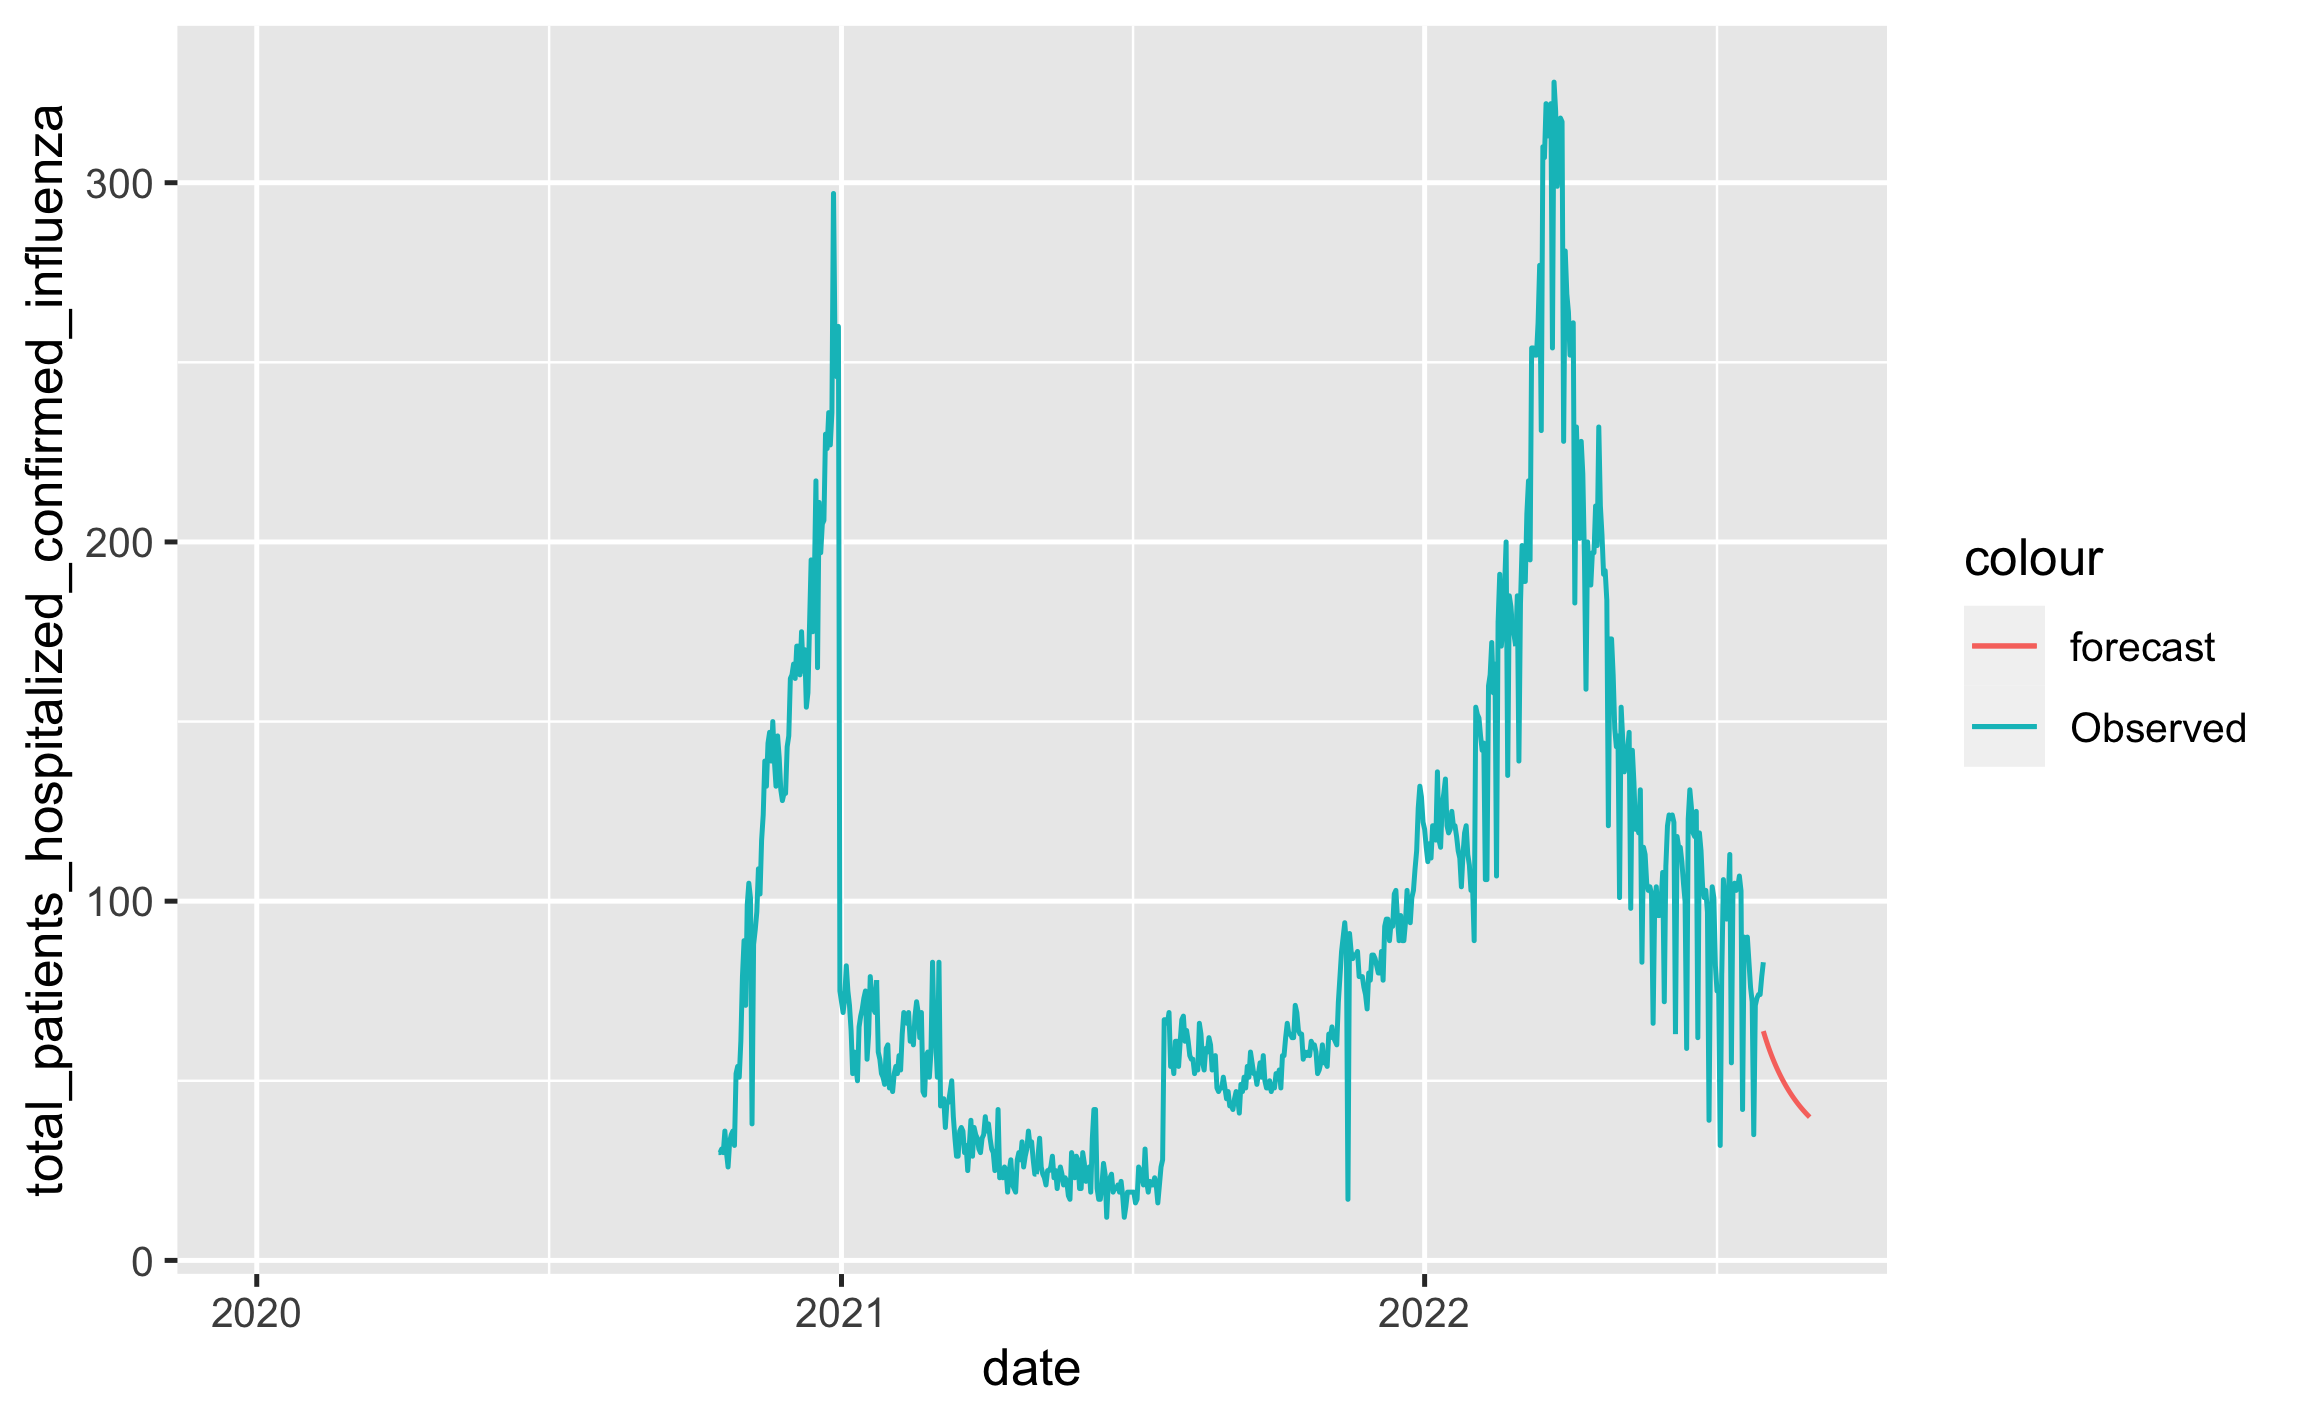 total_patients_hospitalized_confirmed_influenza
300
200
100
0
2020
2021
2022
date
colour
forecast
Observed